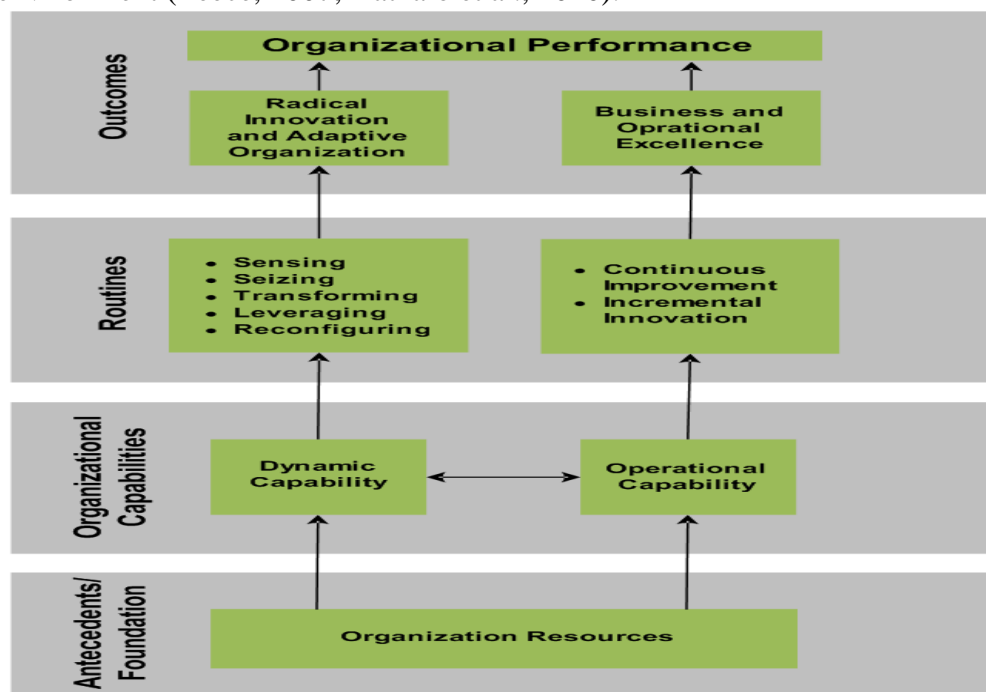 Organizational Performance
Outcomes
Radical
Innovation
and Adaptive
Organization
Business and
Oprational
Excellence
Routines
• Sensing
• Seizing
• Transforming
• Leveraging
• Reconfiguring
• Continuous
Improvement
• Incremental
Innovation
Organizational
Capabilities
Dynamic
Capability
Operational
Capability
Antecedents/
Foundation
Organization Resources